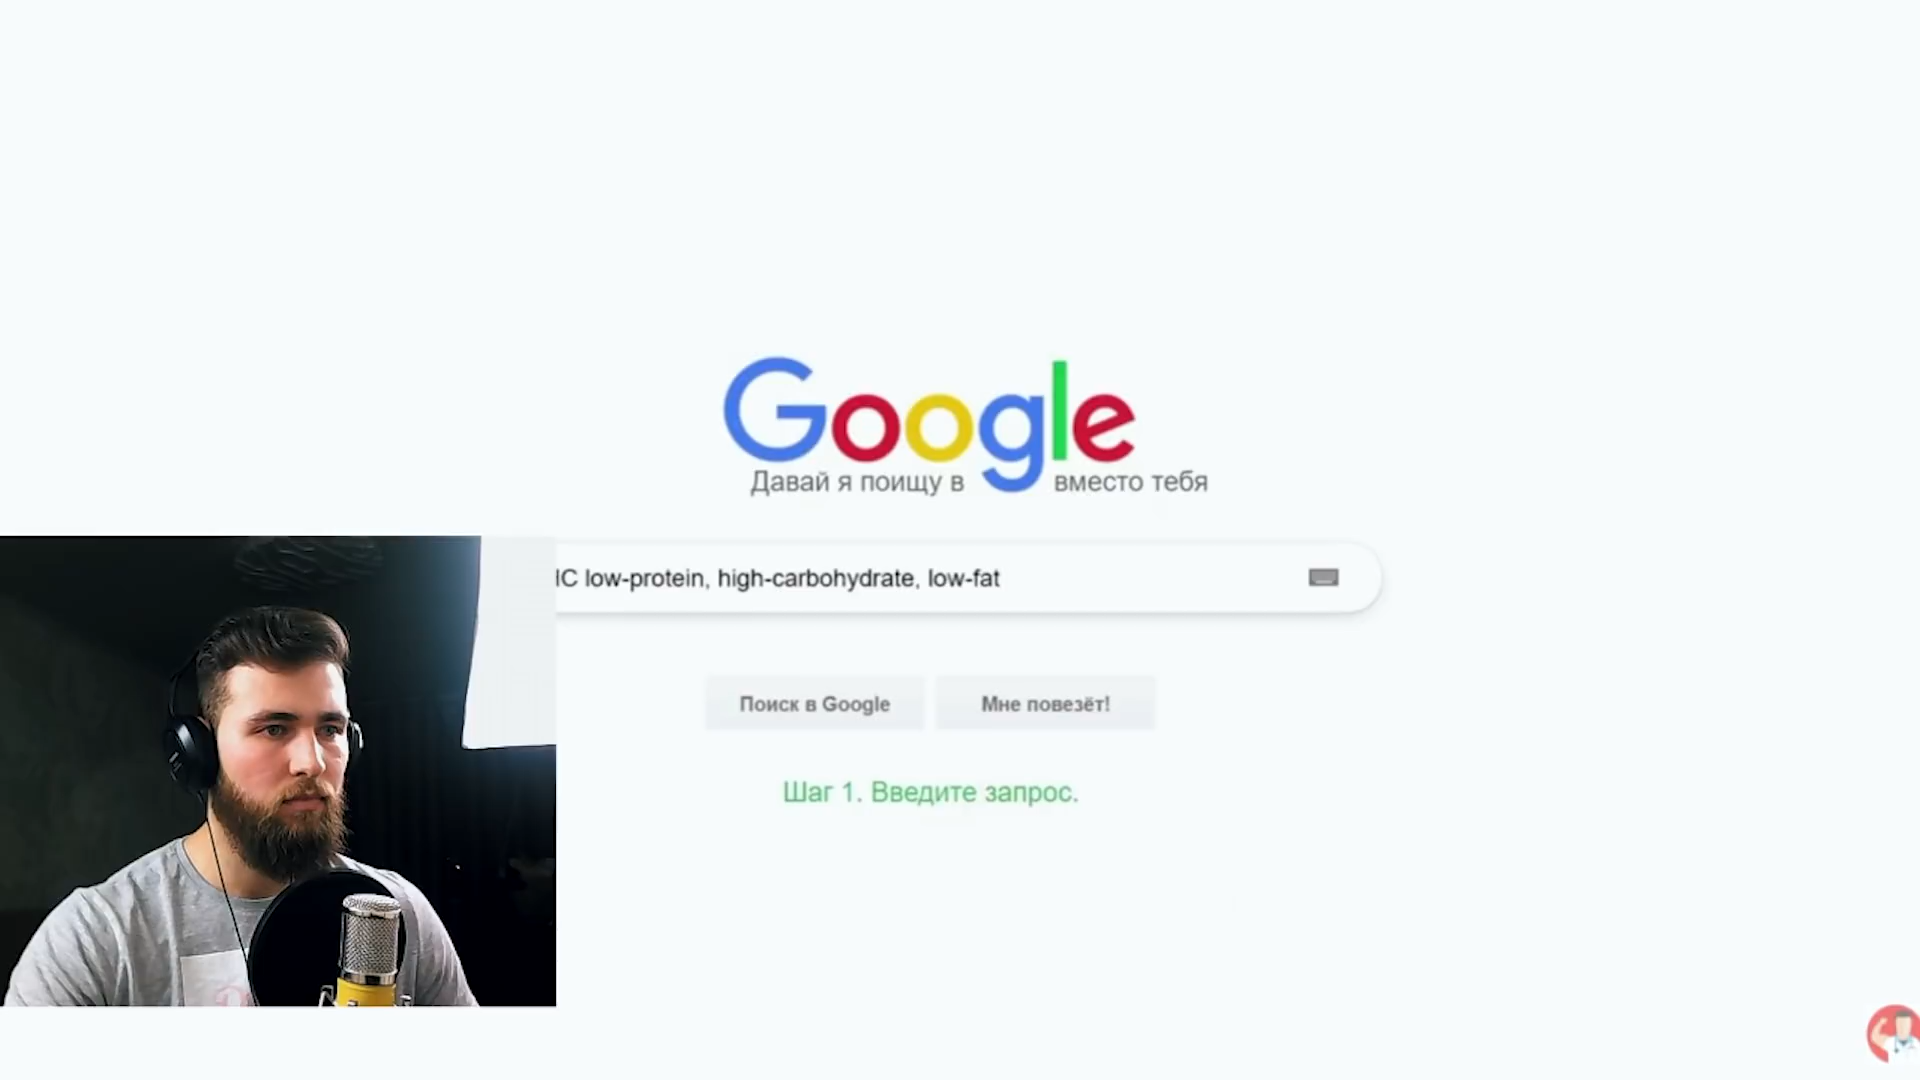 Google
Давай я поищу в вместо тебя
low-protein, high-carbohydrate, low-fat
Поиск в Google
Мне повезёт!
Шаг 1. Введите запрос.